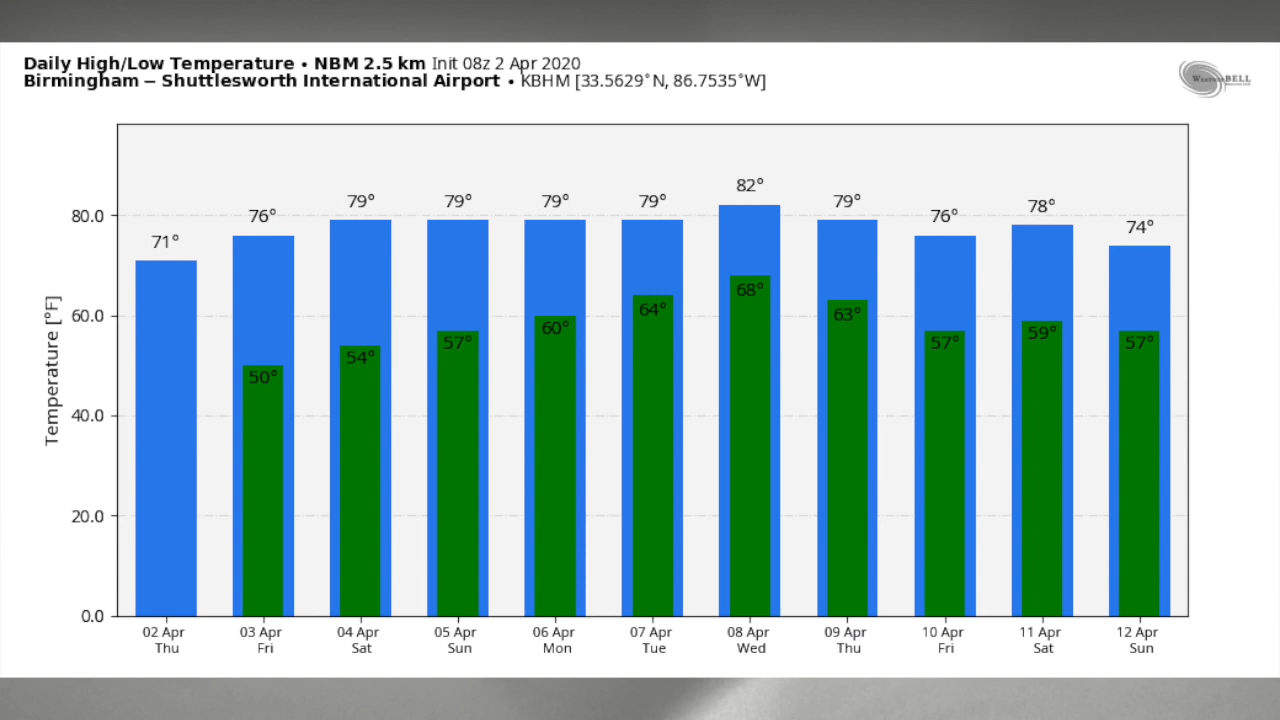 Daily High/Low Temperature • NBM 2.5 km Init 08z 2 Apr 2020
Birmingham – Shuttlesworth International Airport • KBHM [33.5629°N, 86.7535°W]
WeatherBELL
82°
79° 79° 79° 79° 79°
76° 76° 78°
71° 74°
80.0
68°
64° 63°
60.0
60° 57° 54° 57° 59° 57°
50°
Temperature [°F]
40.0
20.0
0.0
02 Apr 03 Apr 04 Apr 05 Apr 06 Apr 07 Apr 08 Apr 09 Apr 10 Apr 11 Apr 12 Apr
Thu Fri Sat Sun Mon Tue Wed Thu Fri Sat Sun